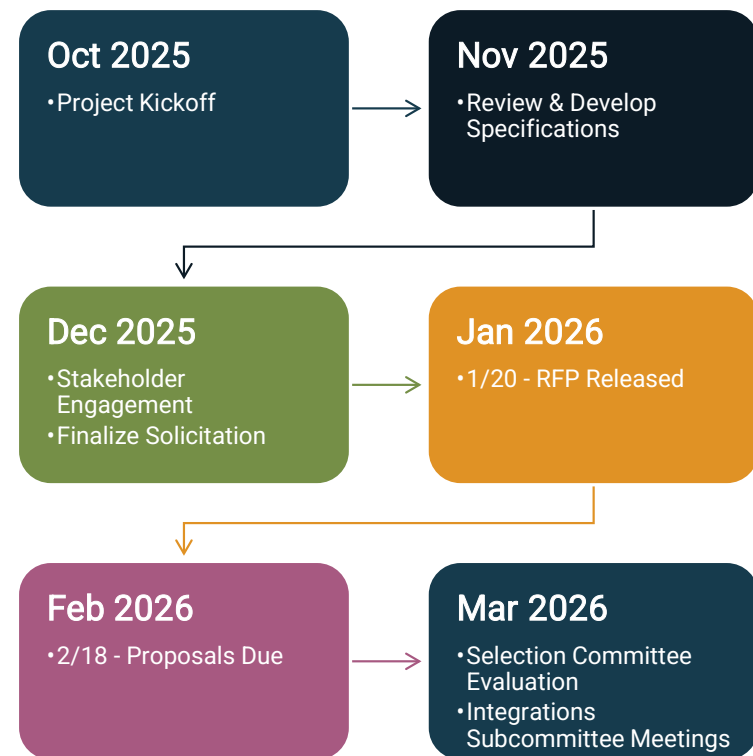 Oct 2025
•Project Kickoff
Nov 2025
•Review & Develop
Specifications
Dec 2025
•Stakeholder
Engagement
•Finalize Solicitation
Jan 2026
•1/20 - RFP Released
Feb 2026
•2/18 - Proposals Due
Mar 2026
•Selection Committee
Evaluation
•Integrations
Subcommittee Meetings